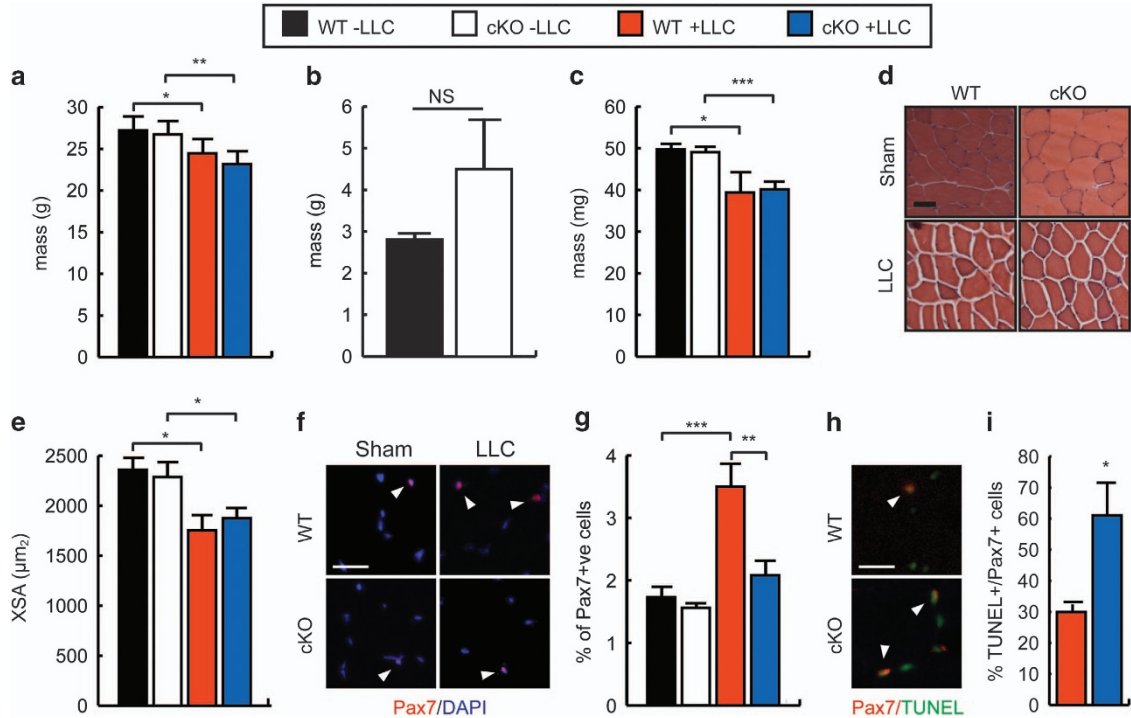 WT -LLC cKO -LLC WT +LLC cKO +LLC
a
** 
*
mass (g)
30
25
20
15
10
5
0
b
NS
mass (g)
6
5
4
3
2
1
0
c
***
*
mass (mg)
60
50
40
30
20
10
0
d
WT cKO
Sham
LLC
e
*
*
XSA (µm2)
2500
2000
1500
1000
500
0
f
Sham LLC
WT
cKO
Pax7/DAPI
g
***
**
% of Pax7+ve cells
4
3
2
1
0
h
WT
cKO
Pax7/TUNEL
i
*
% TUNEL+/Pax7+ cells
80
70
60
50
40
30
20
10
0